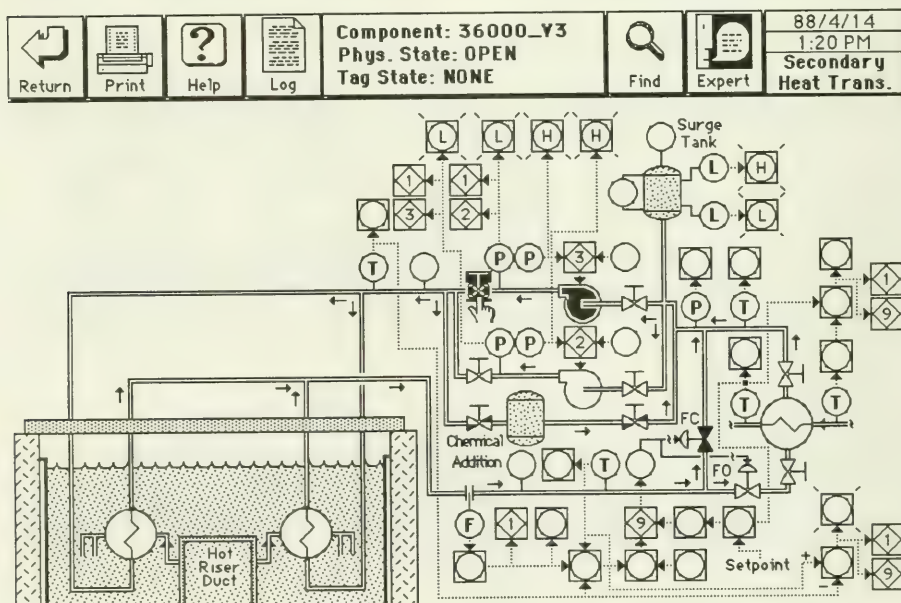 Return
Print
Help
Log
Component: 36000_V3
Phys. State: OPEN
Tag State: NONE
Find
Expert
88/4/14
1:20 PM
Secondary
Heat Trans.
L
L
H
H
Surge
Tank
1
1
L
H
3
2
L
L
T
P
P
3
P
T
1
9
P
P
2
T
T
Chemical
Addition
FC
FO
T
F
1
9
Setpoint
+
-
1
9
Hot
Riser
Duct